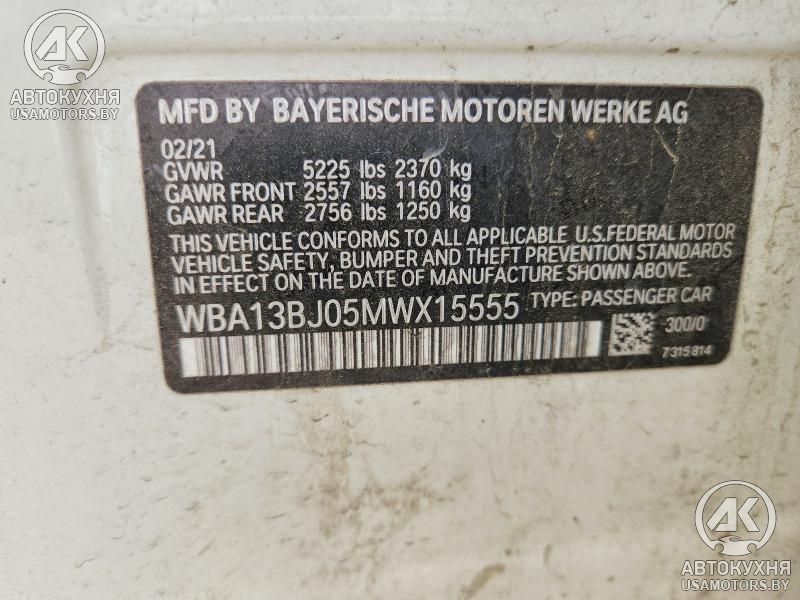 AK
АВТОКУХНЯ
USAMOTORS.BY
MFD BY BAYERISCHE MOTOREN WERKE AG
02/21
GVWR 5225 lbs 2370 kg
GAWR FRONT 2557 lbs 1160 kg
GAWR REAR 2756 lbs 1250 kg
THIS VEHICLE CONFORMS TO ALL APPLICABLE U.S.FEDERAL MOTOR
VEHICLE SAFETY, BUMPER AND THEFT PREVENTION STANDARDS
IN EFFECT ON THE DATE OF MANUFACTURE SHOWN ABOVE.
WBA13BJ05MWX15555 TYPE: PASSENGER CAR
300/0
7315814
AK
АВТОКУХНЯ
USAMOTORS.BY